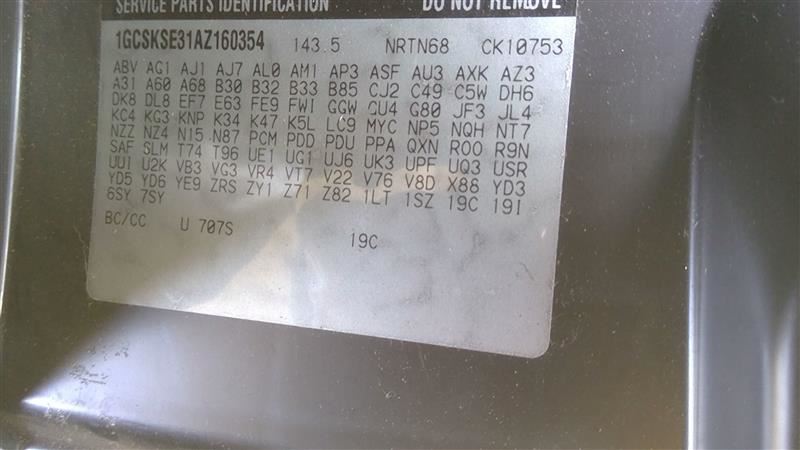 SERVICE PARTS IDENTIFICATION DO NOT REMOVE
1GCSKSE31AZ160354 143.5 NRTN68 CK10753
ABV AG1 AJ1 AJ7 AL0 AM1 AP3 ASF AU3 AXK AZ3
A31 A60 A68 B30 B32 B33 B85 CJ2 C49 C5W DH6
DK8 DL8 EF7 E63 FE9 FWI GGW GU4 G80 JF3 JL4
KC4 KG3 KNP K34 K47 K5L LC9 MYC NP5 NQH NT7
NZZ NZ4 N15 N87 PCM PDD PDU PPA QXN R00 R9N
SAF SLM T74 T96 UE1 UG1 UJ6 UK3 UPF UQ3 USR
UUI U2K VB3 VG3 VR4 VT7 V22 V76 V8D X88 YD3
YD5 YD6 YE9 ZRS ZY1 Z71 Z82 1LT 1SZ 19C 19I
6SY 7SY
BC/CC U 707S 19C